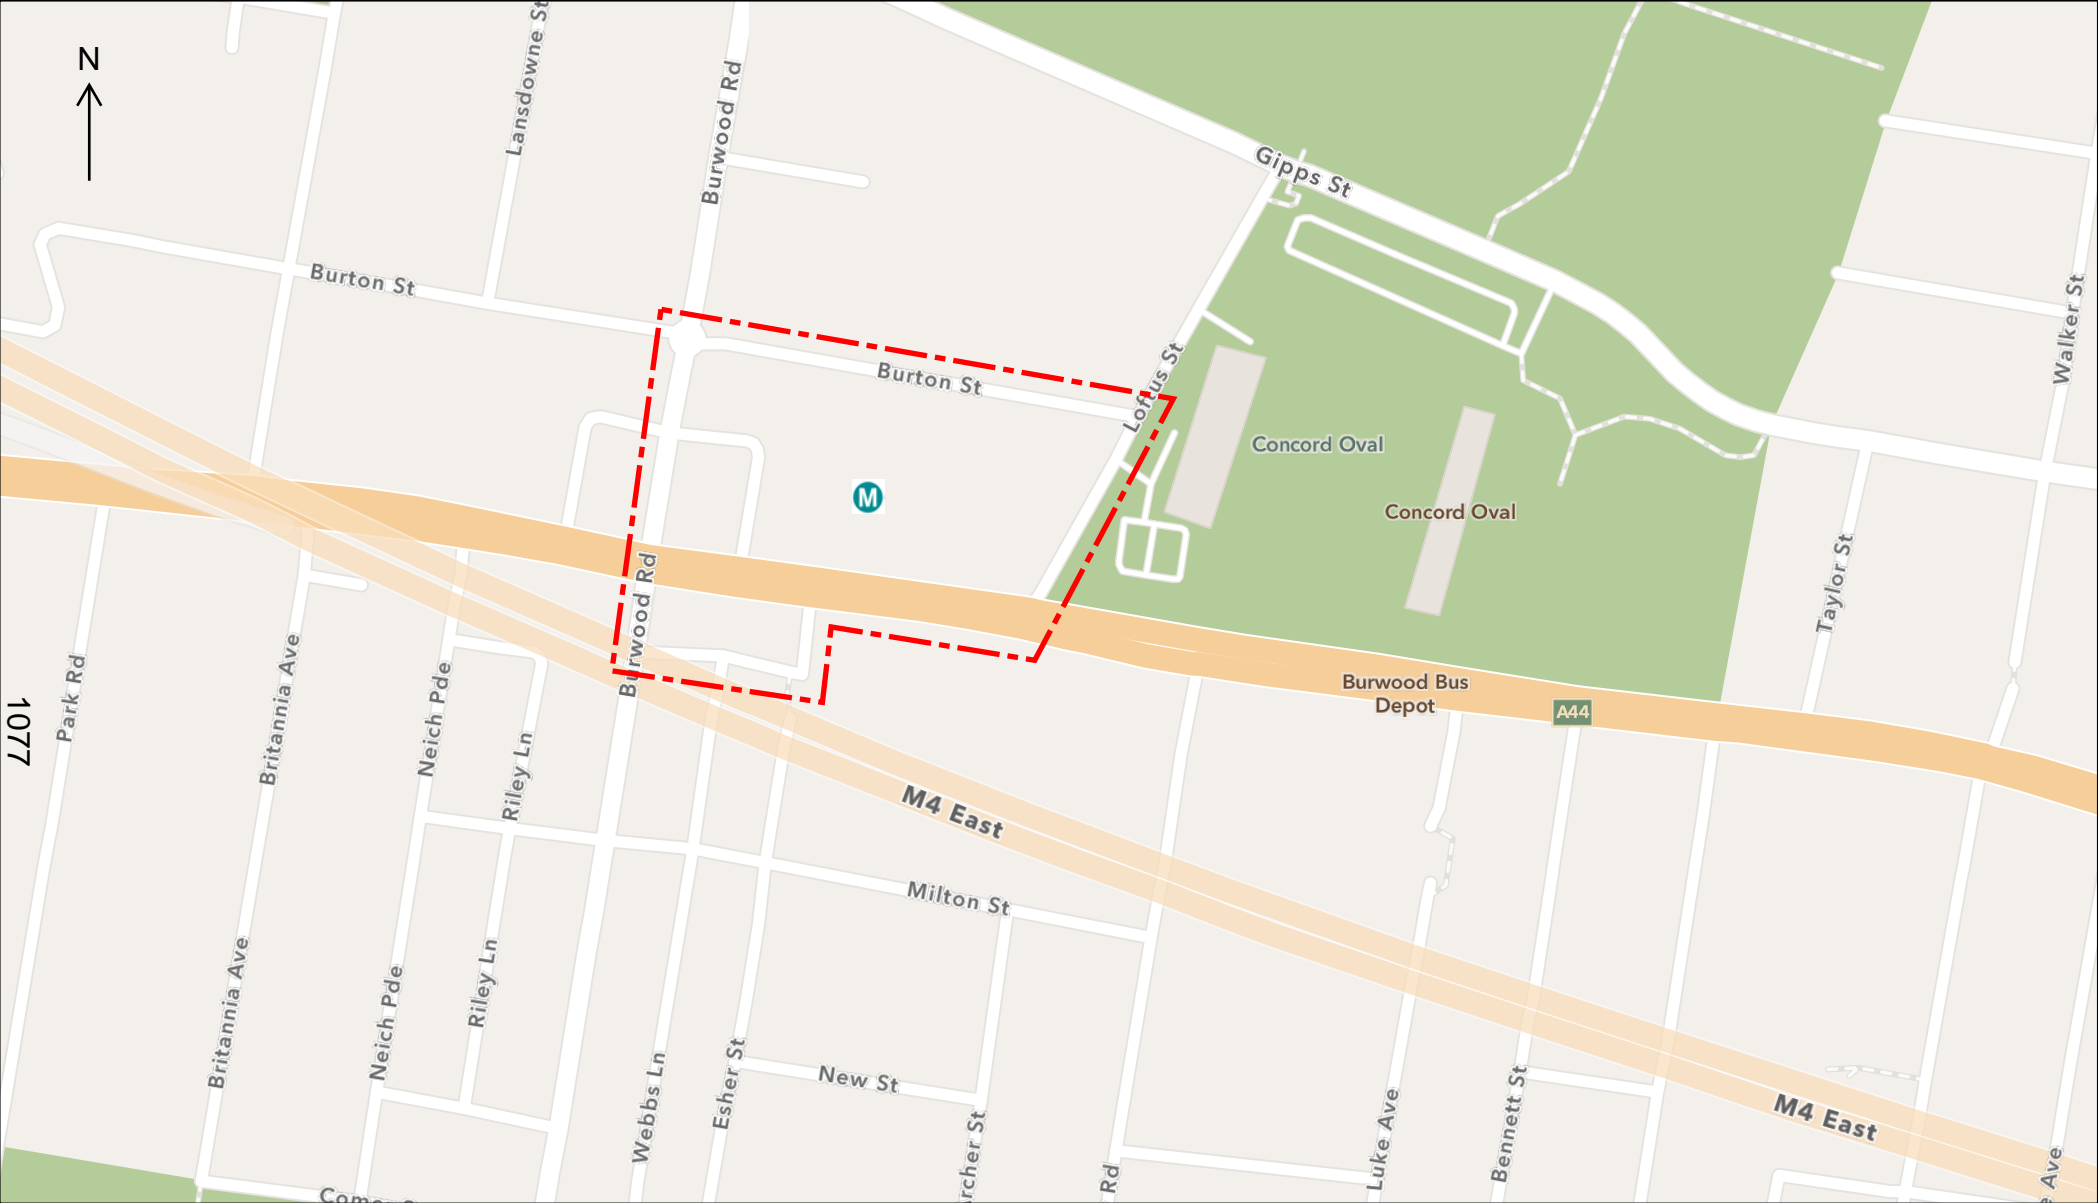 N
Lansdowne St
Burwood Rd
Gipps St
Burton St
Walker St
Loftus St
Burton St
Concord Oval
M
Concord Oval
Taylor St
Burwood Rd
Britannia Ave
Park Rd
Neich Pde
Burwood Bus
Depot
A44
1077
Riley Ln
M4 East
Milton St
Britannia Ave
Neich Pde
Riley Ln
Webbs Ln
Esher St
New St
Luke Ave
Bennett St
M4 East
Rd
Ave